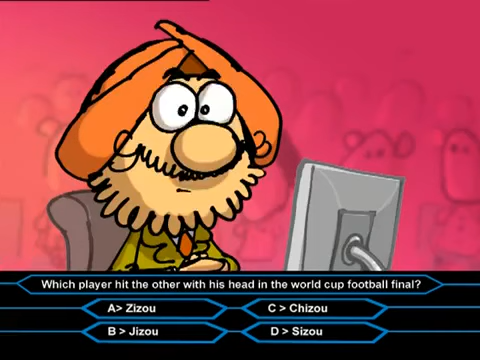 Which player hit the other with his head in the world cup football final?
A> Zizou
C > Chizou
B > Jizou
D > Sizou